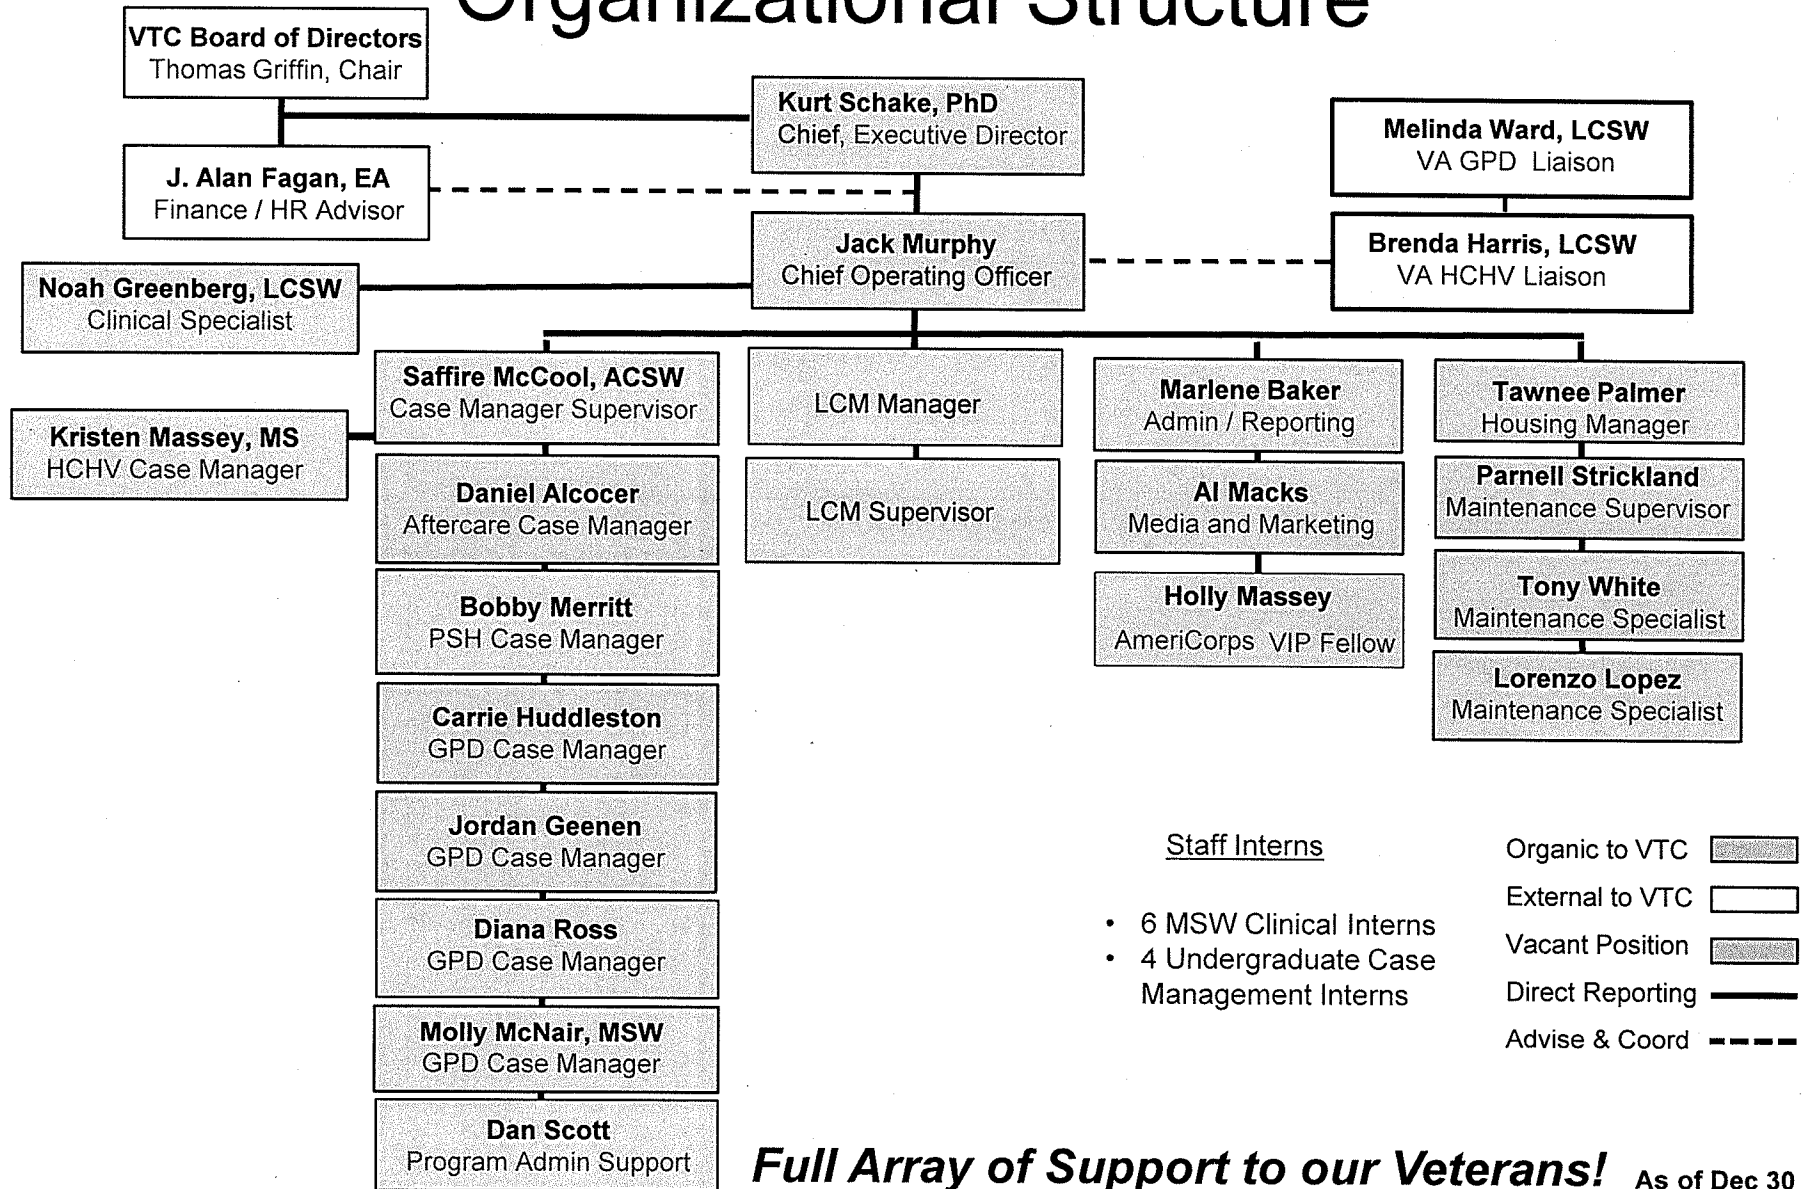 Organizational Structure
VTC Board of Directors
Thomas Griffin, Chair
Kurt Schake, PhD
Chief, Executive Director
Melinda Ward, LCSW
VA GPD Liaison
J. Alan Fagan, EA
Finance / HR Advisor
Jack Murphy
Chief Operating Officer
Brenda Harris, LCSW
VA HCHV Liaison
Noah Greenberg, LCSW
Clinical Specialist
Saffire McCool, ACSW
Case Manager Supervisor
Kristen Massey, MS
HCHV Case Manager
Daniel Alcocer
Aftercare Case Manager
Bobby Merritt
PSH Case Manager
Carrie Huddleston
GPD Case Manager
Jordan Geenen
GPD Case Manager
Diana Ross
GPD Case Manager
Molly McNair, MSW
GPD Case Manager
Dan Scott
Program Admin Support
LCM Manager
LCM Supervisor
Marlene Baker
Admin / Reporting
Al Macks
Media and Marketing
Holly Massey
AmeriCorps VIP Fellow
Tawnee Palmer
Housing Manager
Parnell Strickland
Maintenance Supervisor
Tony White
Maintenance Specialist
Lorenzo Lopez
Maintenance Specialist
Staff Interns
• 6 MSW Clinical Interns
• 4 Undergraduate Case
Management Interns
Organic to VTC
External to VTC
Vacant Position
Direct Reporting
Advise & Coord
Full Array of Support to our Veterans!
As of Dec 30